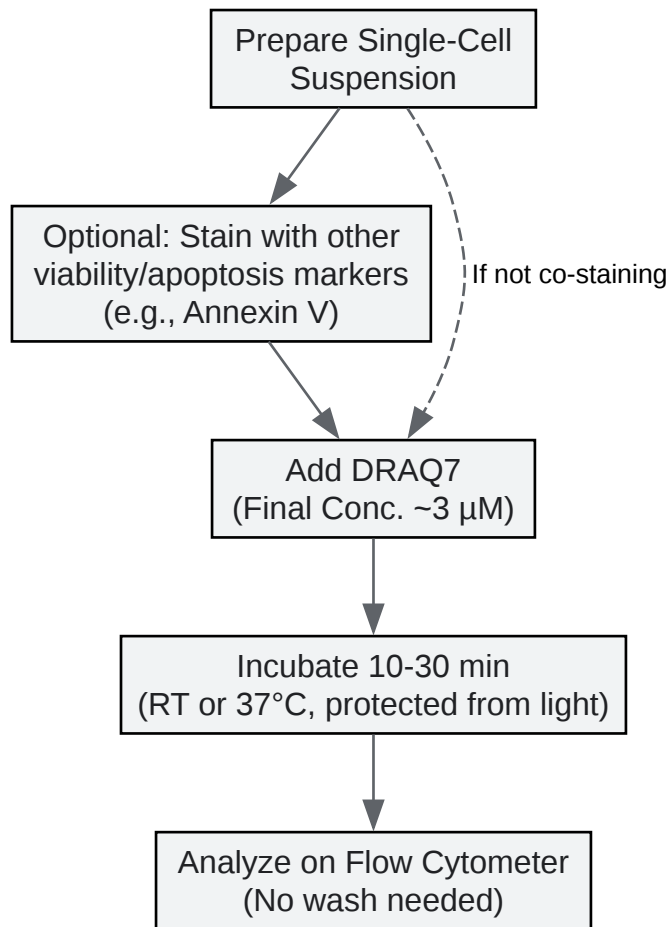 Prepare Single-Cell
Suspension
Optional: Stain with other
viability/apoptosis markers
(e.g., Annexin V)
If not co-staining
Add DRAQ7
(Final Conc. ~3 µM)
Incubate 10-30 min
(RT or 37°C, protected from light)
Analyze on Flow Cytometer
(No wash needed)